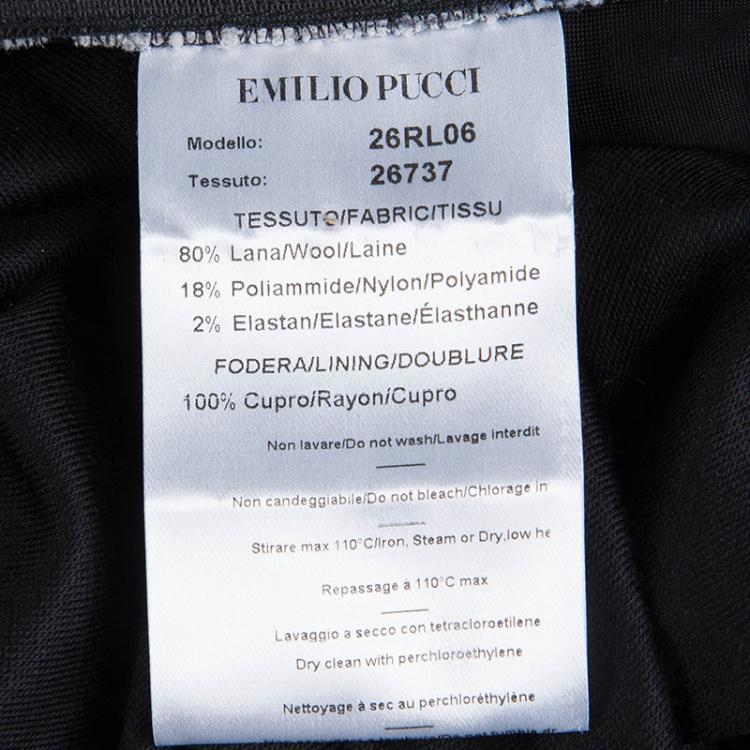 EMILIO PUCCI
Modello: 26RL06
Tessuto: 26737
TESSUTO/FABRIC/TISSU
80% Lana/Wool/Laine
18% Poliammide/Nylon/Polyamide
2% Elastan/Elastane/Élasthanne
FODERA/LINING/DOUBLURE
100% Cupro/Rayon/Cupro
Non lavare/Do not wash/Lavage interdit
Non candeggiabile/Do not bleach/Chlorage in
Stirare max 110°C/Iron, Steam or Dry,low he
Repassage à 110°C max
Lavaggio a secco con tetracloroetilene
Dry clean with perchloroethylene
Nettoyage à sec au perchloréthylène